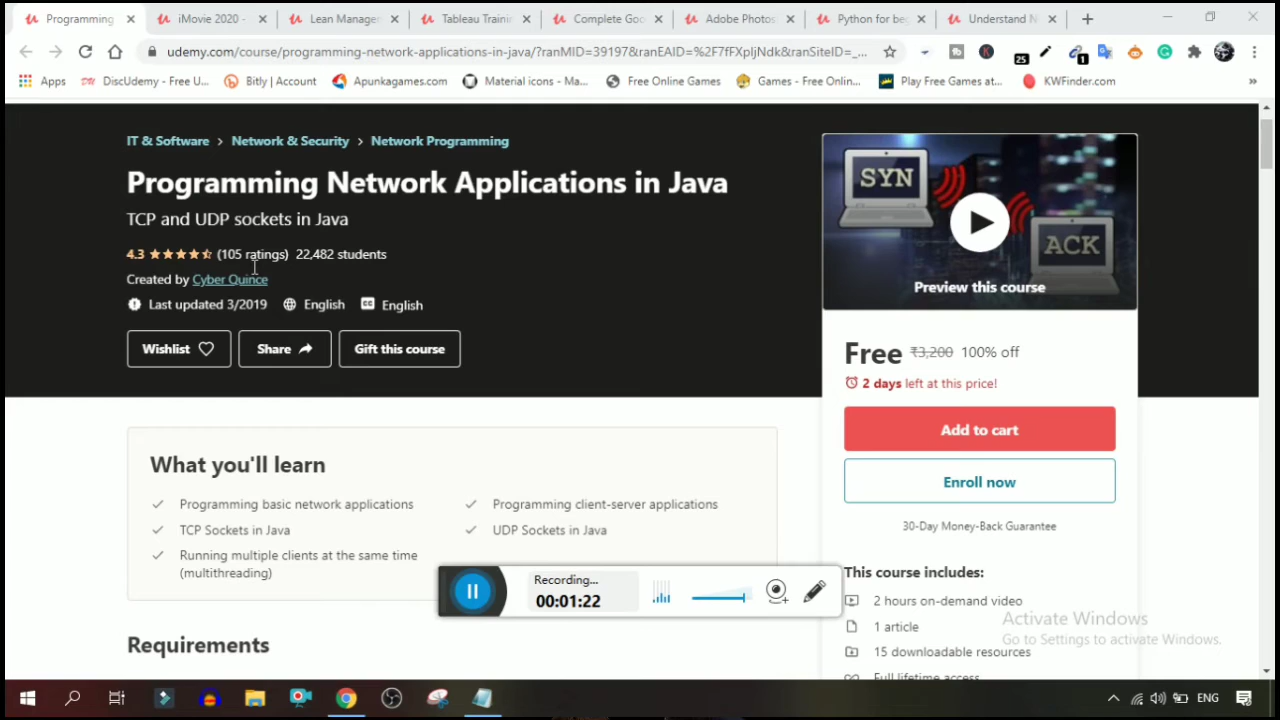 Programming
iMovie 2020 -
Lean Manage
Tableau Trainin
Complete Goo
Adobe Photos
Python for be
Understand N
udemy.com/course/programming-network-applications-in-java/?ranMID=39197&ranEAID=%2F7fFXpljNdk&ranSiteID=_...
25
1
Apps
DiscUdemy - Free U...
Bitly | Account
Apunkagames.com
Material icons - Ma...
Free Online Games
Games - Free Onlin...
Play Free Games at...
KWFinder.com
»
IT & Software > Network & Security > Network Programming
Programming Network Applications in Java
TCP and UDP sockets in Java
4.3 (105 ratings) 22,482 students
Created by Cyber Quince
Last updated 3/2019 English CC English
Wishlist
Share
Gift this course
SYN
ACK
Preview this course
Free ₹3,200 100% off
2 days left at this price!
Add to cart
Enroll now
30-Day Money-Back Guarantee
This course includes:
2 hours on-demand video
1 article
15 downloadable resources
Full lifetime access
What you'll learn
Programming basic network applications
Programming client-server applications
TCP Sockets in Java
UDP Sockets in Java
Running multiple clients at the same time
(multithreading)
Requirements
Recording...
00:01:22
Activate Windows
Go to Settings to activate Windows.
ENG